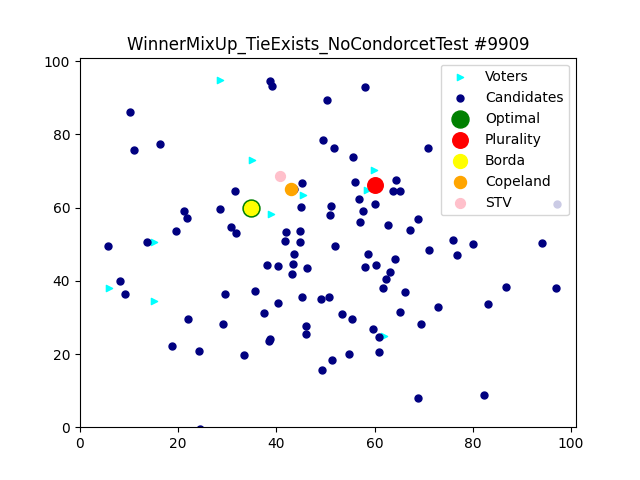 WinnerMixUp_TieExists_NoCondorcetTest #9909
100
80
60
40
20
0
0
20
40
60
80
100
Voters
Candidates
Optimal
Plurality
Borda
Copeland
STV